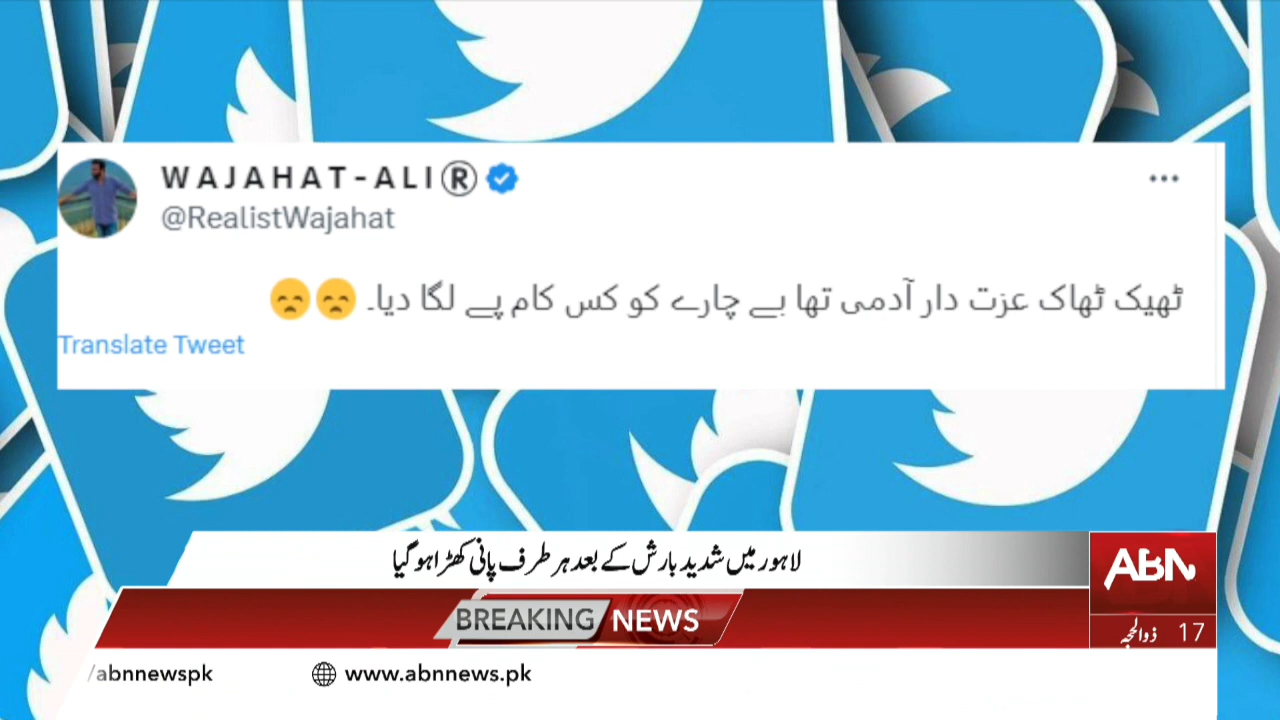 WAJAHAT-ALI®
@RealistWajahat
ٹھیک ٹھاک عزت دار آدمی تھا بے چارے کو کس کام پے لگا دیا۔ 😞😞
Translate Tweet
لاہور میں شدید بارش کے بعد ہر طرف پانی کھڑا ہو گیا
ABN
BREAKING NEWS
17 ذوالحجہ
/abnnewspk
www.abnnews.pk